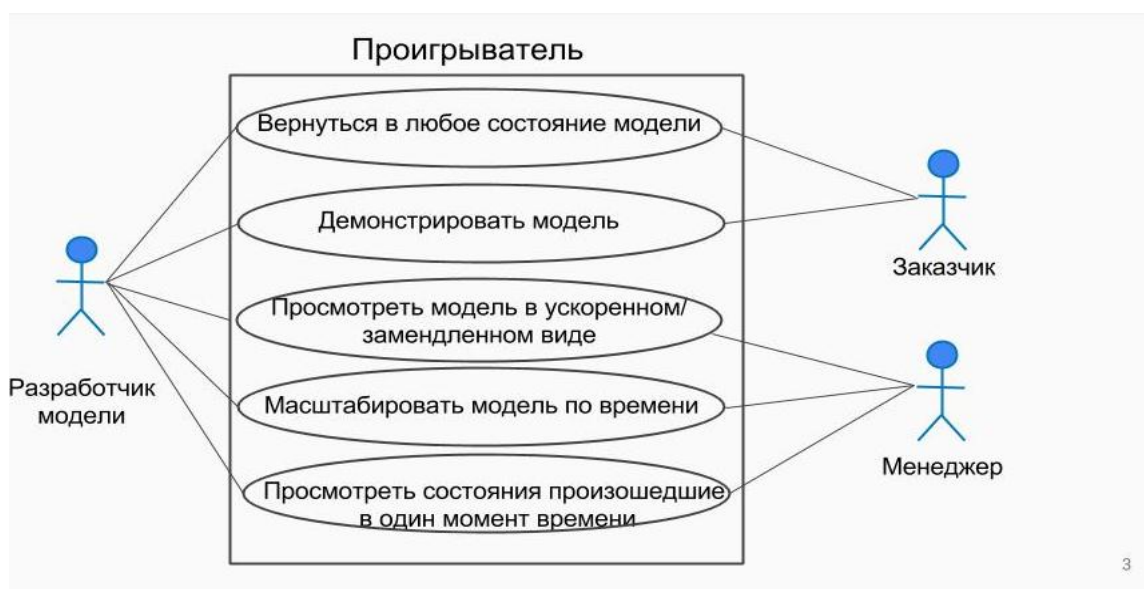 Проигрыватель
Вернуться в любое состояние модели
Демонстрировать модель
Просмотреть модель в ускоренном/
замендленном виде
Масштабировать модель по времени
Просмотреть состояния произошедшие
в один момент времени
Разработчик
модели
Заказчик
Менеджер
3